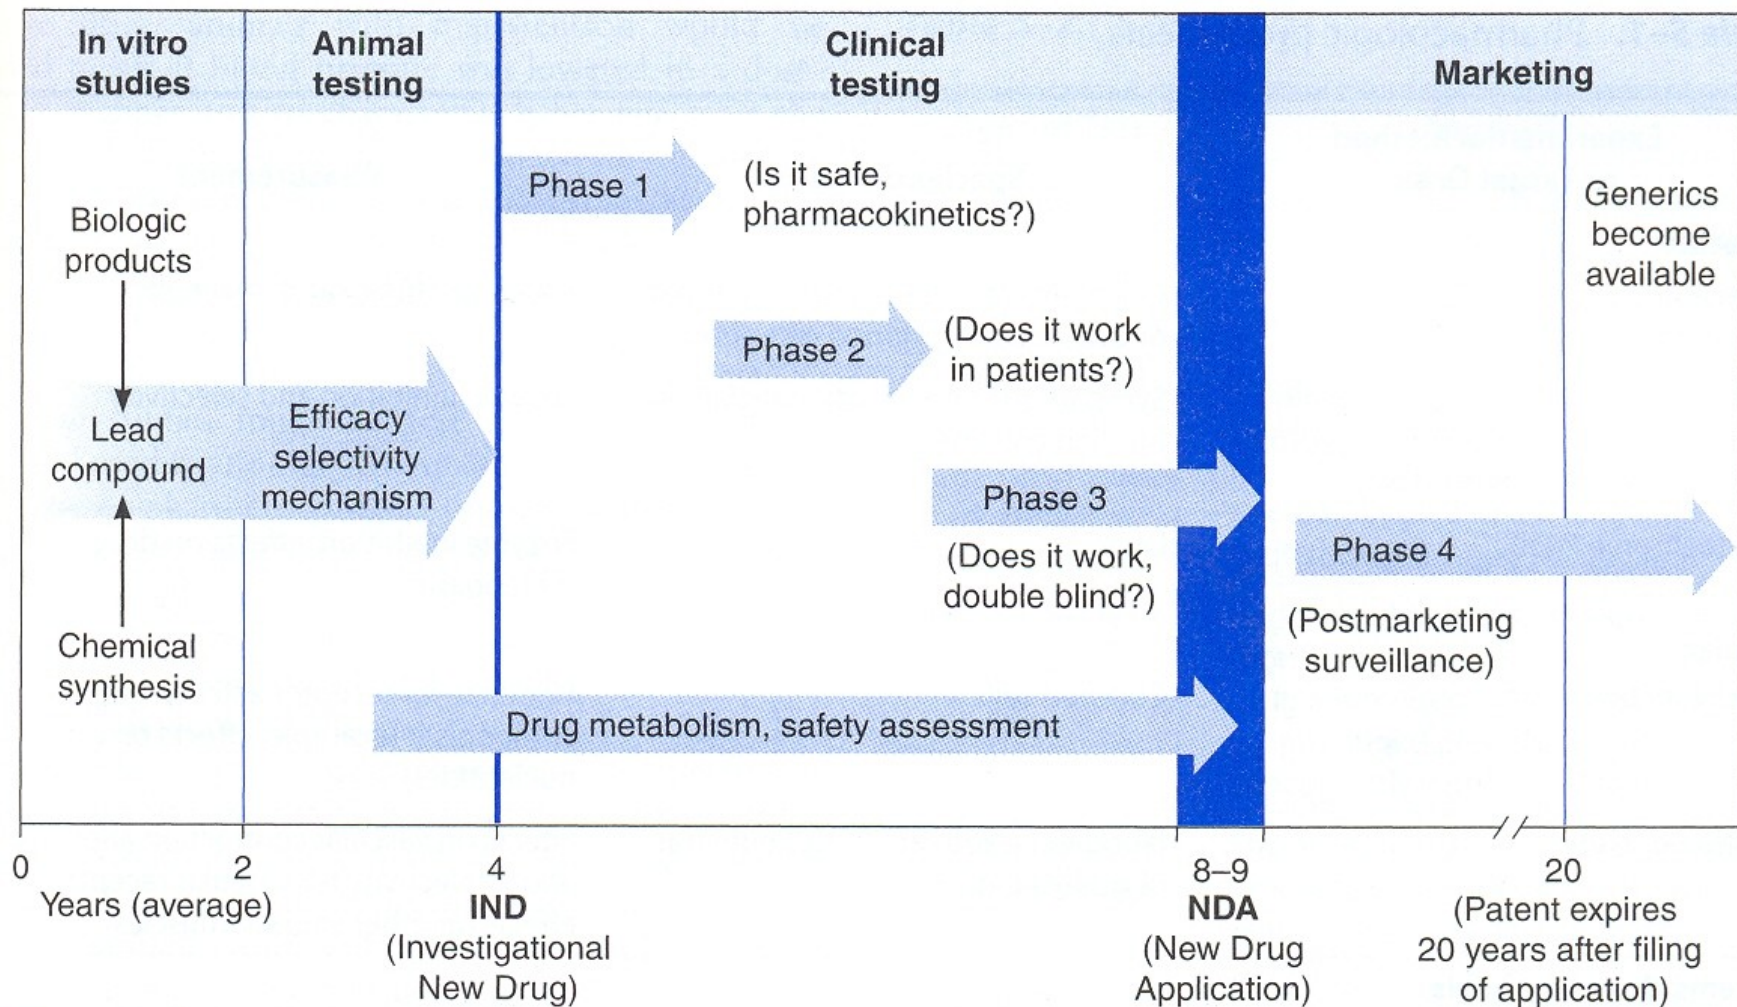 In vitro
studies
Animal
testing
Clinical
testing
Marketing
Biologic
products
Lead
compound
Chemical
synthesis
Efficacy
selectivity
mechanism
Phase 1
(Is it safe,
pharmacokinetics?)
Phase 2
(Does it work
in patients?)
Phase 3
(Does it work,
double blind?)
Generics
become
available
Phase 4
(Postmarketing
surveillance)
Drug metabolism, safety assessment
0
2
4
8–9
20
Years (average)
IND
(Investigational
New Drug)
NDA
(New Drug
Application)
(Patent expires
20 years after filing
of application)